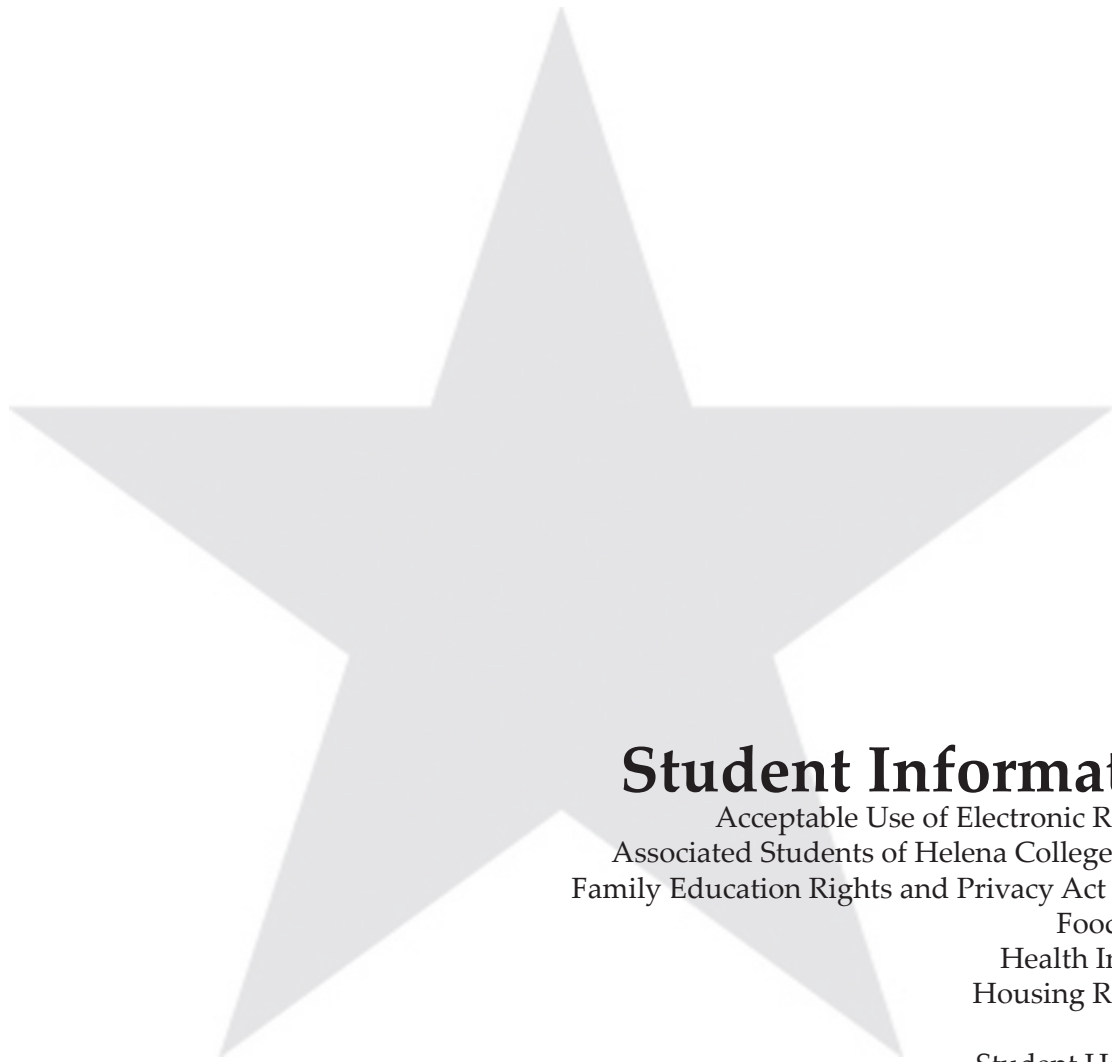 Student Informat
Acceptable Use of Electronic R
Associated Students of Helena College
Family Education Rights and Privacy Act
Food
Health In
Housing R
Student H